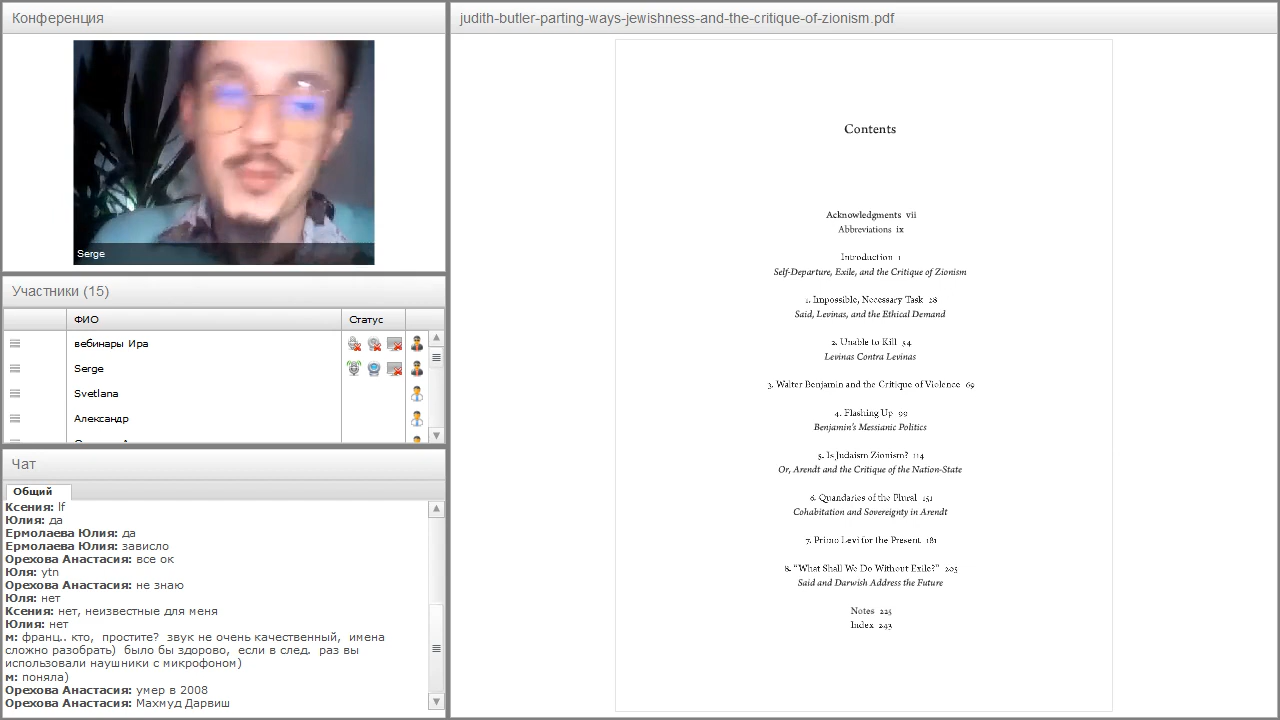 Конференция
Serge
Участники (15)
ФИО
Статус
вебинары Ира
Serge
Svetlana
Александр
Чат
Общий
Ксения: lf
Юлия: да
Ермолаева Юлия: да
Ермолаева Юлия: зависло
Орехова Анастасия: все ок
Юля: ytn
Орехова Анастасия: не знаю
Юля: нет
Ксения: нет, неизвестные для меня
Юлия: нет
м: франц.. кто, простите? звук не очень качественный, имена
сложно разобрать) было бы здорово, если в след. раз вы
использовали наушники с микрофоном)
м: поняла)
Орехова Анастасия: умер в 2008
Орехова Анастасия: Махмуд Дарвиш
judith-butler-parting-ways-jewishness-and-the-critique-of-zionism.pdf
Contents
Acknowledgments vii
Abbreviations ix
Introduction 1
Self-Departure, Exile, and the Critique of Zionism
1. Impossible, Necessary Task 28
Said, Levinas, and the Ethical Demand
2. Unable to Kill 54
Levinas Contra Levinas
3. Walter Benjamin and the Critique of Violence 69
4. Flashing Up 99
Benjamin's Messianic Politics
5. Is Judaism Zionism? 114
Or, Arendt and the Critique of the Nation-State
6. Quandaries of the Plural 151
Cohabitation and Sovereignty in Arendt
7. Primo Levi for the Present 181
8. “What Shall We Do Without Exile?” 205
Said and Darwish Address the Future
Notes 225
Index 243